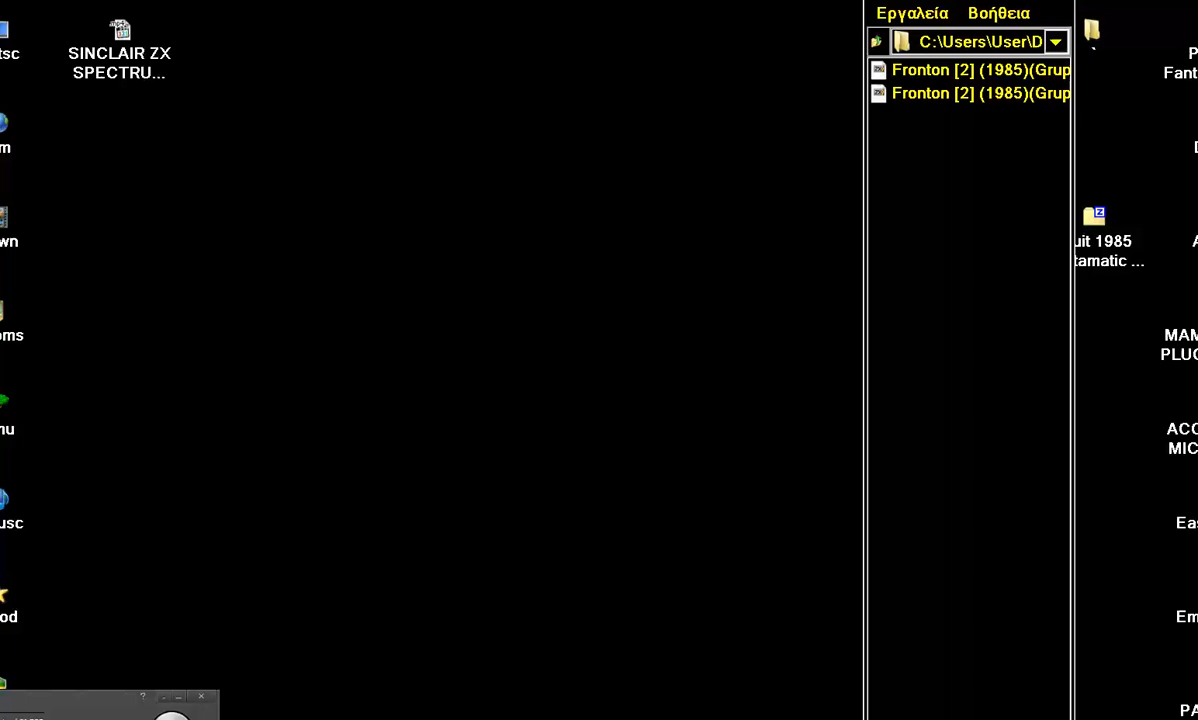 Εργαλεία Βοήθεια
C:\Users\User\D
Fronton [2] (1985)(Grup
Fronton [2] (1985)(Grup
SINCLAIR ZX
SPECTRU...
tsc
m
wn
oms
nu
usc
od
uit 1985
tamatic ...
P
Fant
MAM
PLUG
ACC
MIC
Eas
Em
PA